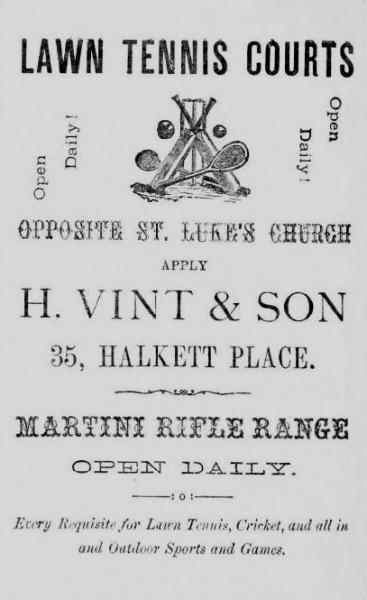 LAWN TENNIS COURTS
Open Daily!
Open Daily!
OPPOSITE ST. LUKE'S CHURCH
APPLY
H. VINT & SON
35, HALKETT PLACE.
MARTINI RIFLE RANGE
OPEN DAILY.
:o:
Every Requisite for Lawn Tennis, Cricket, and all in
and Outdoor Sports and Games.